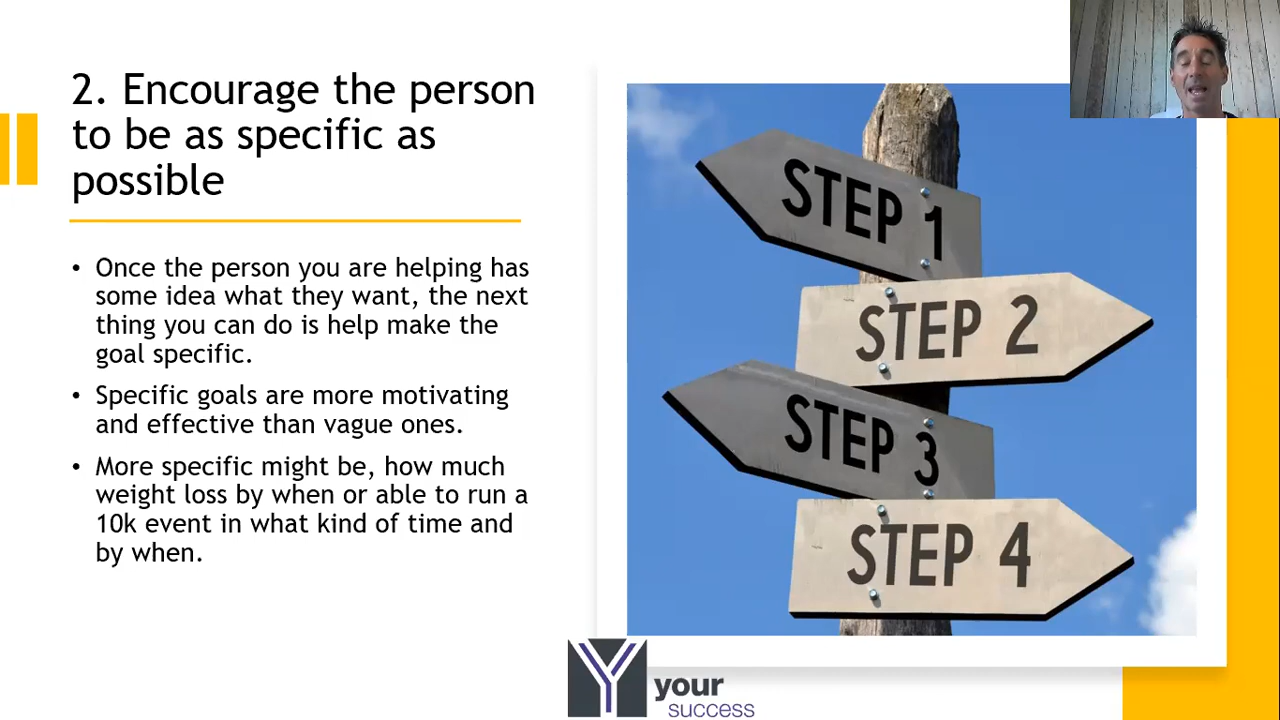 2. Encourage the person
to be as specific as
possible
• Once the person you are helping has
some idea what they want, the next
thing you can do is help make the
goal specific.
• Specific goals are more motivating
and effective than vague ones.
• More specific might be, how much
weight loss by when or able to run a
10k event in what kind of time and
by when.
STEP 1
STEP 2
STEP 3
STEP 4
Y your
success